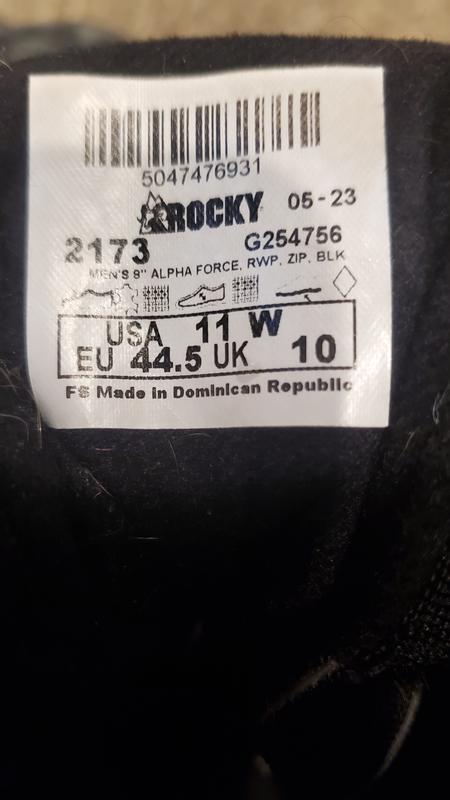 5047476931
ROCKY 05-23
2173 G254756
MEN'S 8" ALPHA FORCE, RWP, ZIP, BLK
USA 11 W
EU 44.5 UK 10
FS Made in Dominican Republic